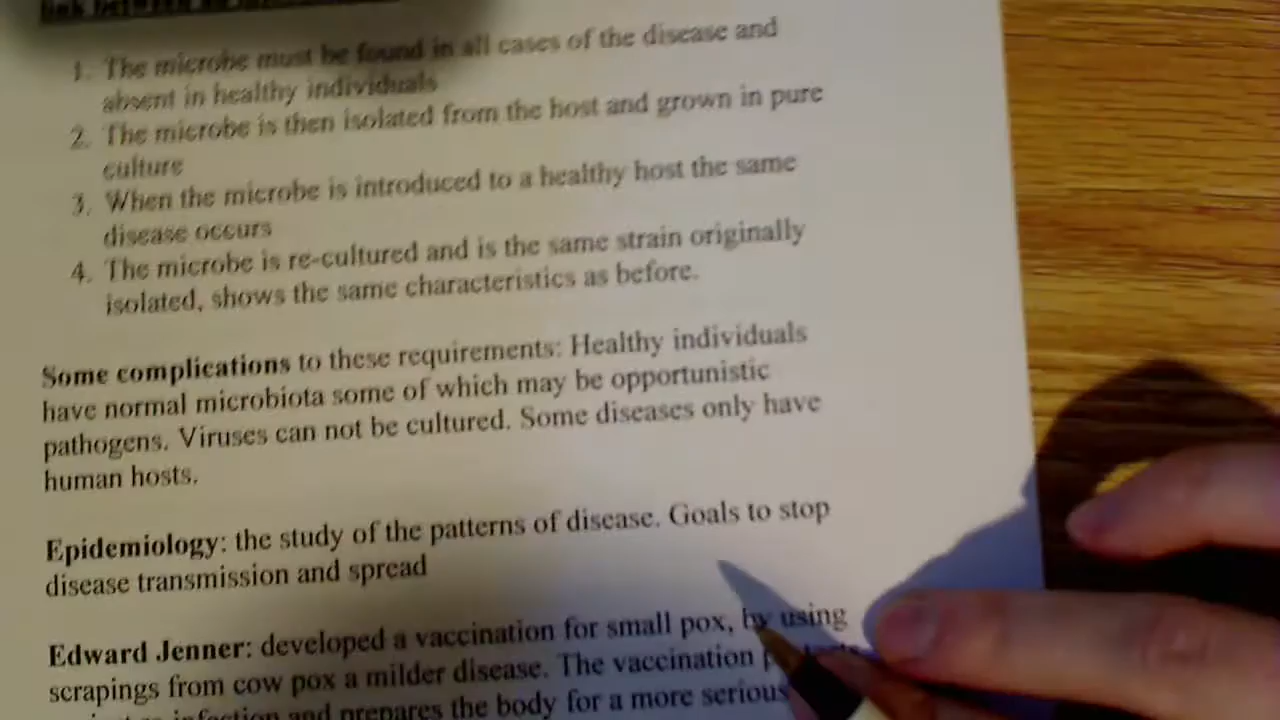 link between
1. The microbe must be found in all cases of the disease and
absent in healthy individuals
2. The microbe is then isolated from the host and grown in pure
culture
3. When the microbe is introduced to a healthy host the same
disease occurs
4. The microbe is re-cultured and is the same strain originally
isolated, shows the same characteristics as before.
Some complications to these requirements: Healthy individuals
have normal microbiota some of which may be opportunistic
pathogens. Viruses can not be cultured. Some diseases only have
human hosts.
Epidemiology: the study of the patterns of disease. Goals to stop
disease transmission and spread
Edward Jenner: developed a vaccination for small pox, by using
scrapings from cow pox a milder disease. The vaccination
infection and prepares the body for a more serious